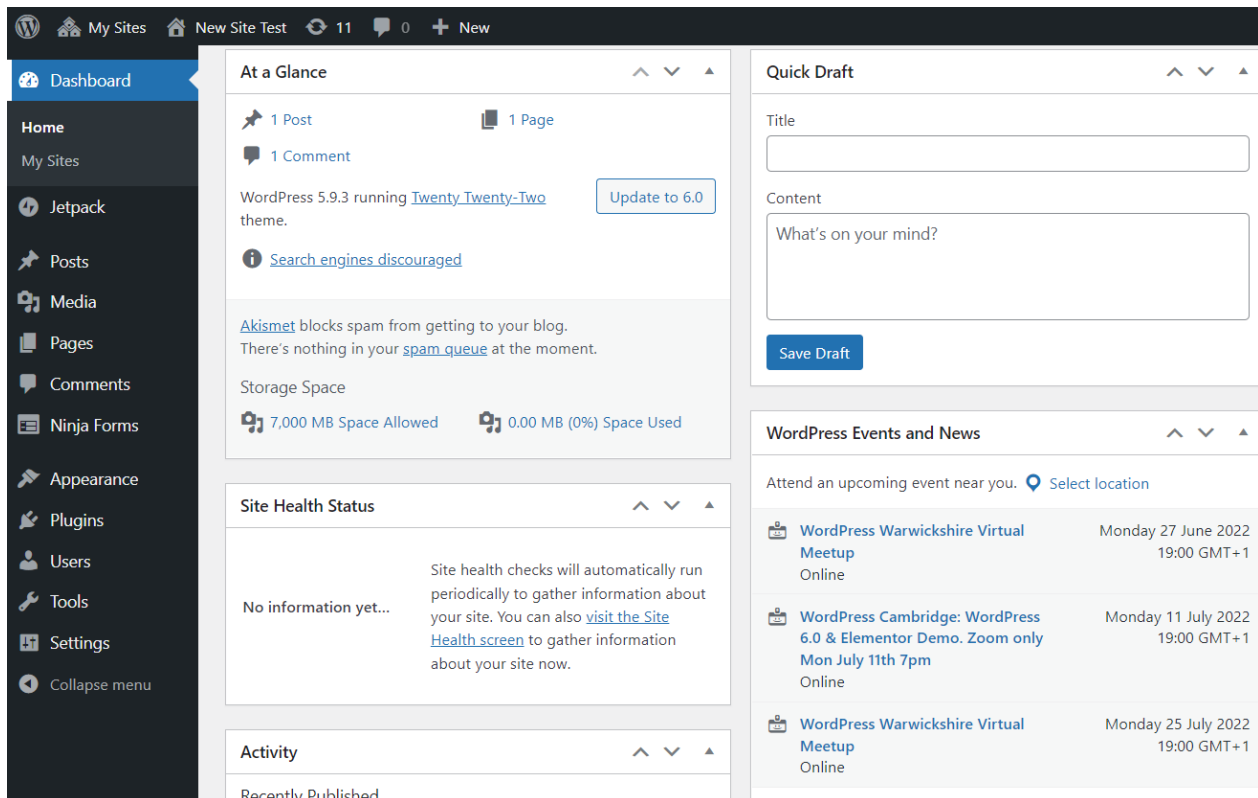 My Sites New Site Test 11 0 New
Dashboard
Home
My Sites
Jetpack
Posts
Media
Pages
Comments
Ninja Forms
Appearance
Plugins
Users
Tools
Settings
Collapse menu
At a Glance
1 Post 1 Page
1 Comment
WordPress 5.9.3 running Twenty Twenty-Two
theme.
Update to 6.0
Search engines discouraged
Akismet blocks spam from getting to your blog.
There's nothing in your spam queue at the moment.
Storage Space
7,000 MB Space Allowed 0.00 MB (0%) Space Used
Site Health Status
No information yet...
Site health checks will automatically run
periodically to gather information about
your site. You can also visit the Site
Health screen to gather information
about your site now.
Activity
Recently Published
Quick Draft
Title
Content
What's on your mind?
Save Draft
WordPress Events and News
Attend an upcoming event near you. Select location
WordPress Warwickshire Virtual
Meetup
Online
Monday 27 June 2022
19:00 GMT+1
WordPress Cambridge: WordPress
6.0 & Elementor Demo. Zoom only
Mon July 11th 7pm
Online
Monday 11 July 2022
19:00 GMT+1
WordPress Warwickshire Virtual
Meetup
Online
Monday 25 July 2022
19:00 GMT+1